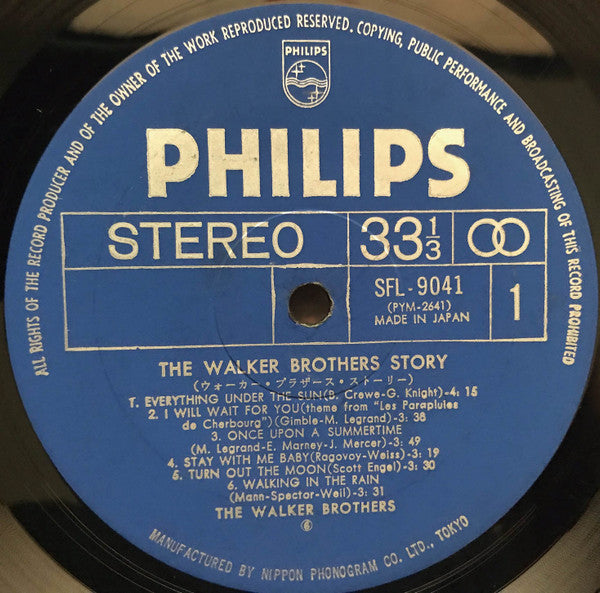 ALL RIGHTS OF THE RECORD PRODUCER AND OF THE OWNER OF THE WORK REPRODUCED RESERVED. COPYING, PUBLIC PERFORMANCE AND BROADCASTING OF THIS RECORD PROHIBITED
PHILIPS
PHILIPS
STEREO 33 1/3
SFL-9041
(PYM-2641)
MADE IN JAPAN
1
THE WALKER BROTHERS STORY
(ウォーカー・ブラザース・ストーリー)
1. EVERYTHING UNDER THE SUN(B. Crewe-G. Knight)-4: 15
2. I WILL WAIT FOR YOU(theme from "Les Parapluies
de Cherbourg")(Gimble-M. Legrand)-3: 38
3. ONCE UPON A SUMMERTIME
(M. Legrand-E. Marney-J. Mercer)-3: 49
4. STAY WITH ME BABY(Ragovoy-Weiss)-3: 19
5. TURN OUT THE MOON(Scott Engel)-3: 30
6. WALKING IN THE RAIN
(Mann-Spector-Weil)-3: 31
THE WALKER BROTHERS
MANUFACTURED BY NIPPON PHONOGRAM CO. LTD., TOKYO